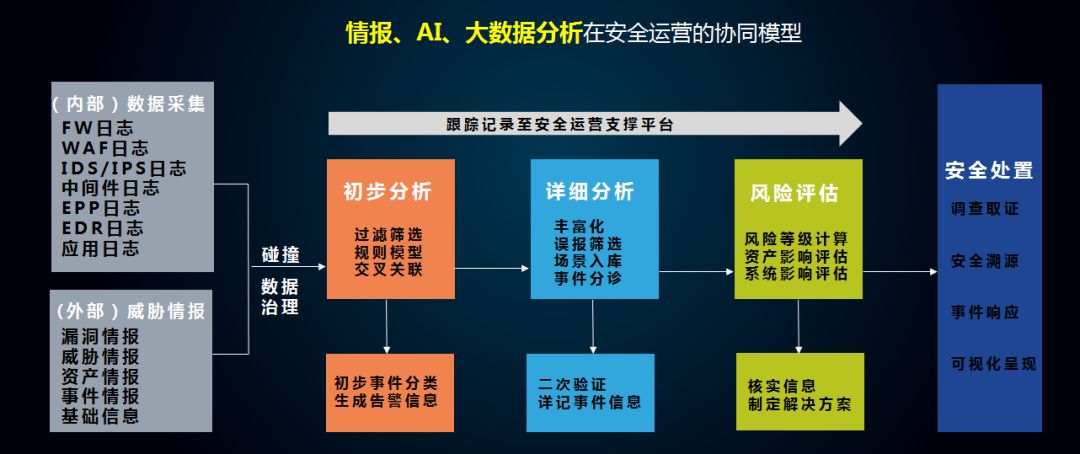 情报、AI、大数据分析在安全运营的协同模型
（内部）数据采集
FW日志
WAF日志
IDS/IPS日志
中间件日志
EPP日志
EDR日志
应用日志
（外部）威胁情报
漏洞情报
威胁情报
资产情报
事件情报
基础信息
碰撞
数据
治理
跟踪记录至安全运营支撑平台
初步分析
过滤筛选
规则模型
交叉关联
初步事件分类
生成告警信息
详细分析
丰富化
误报筛选
场景入库
事件分诊
二次验证
详记事件信息
风险评估
风险等级计算
资产影响评估
系统影响评估
核实信息
制定解决方案
安全处置
调查取证
安全溯源
事件响应
可视化呈现